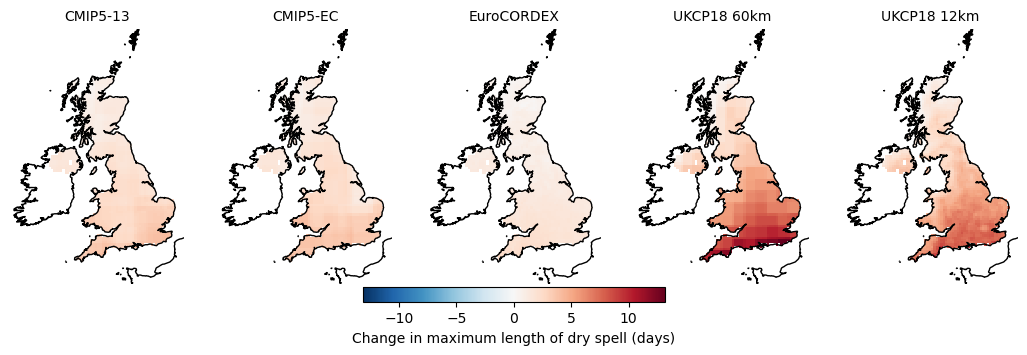 CMIP5-13 CMIP5-EC EuroCORDEX UKCP18 60km UKCP18 12km
−10 −5 0 5 10
Change in maximum length of dry spell (days)